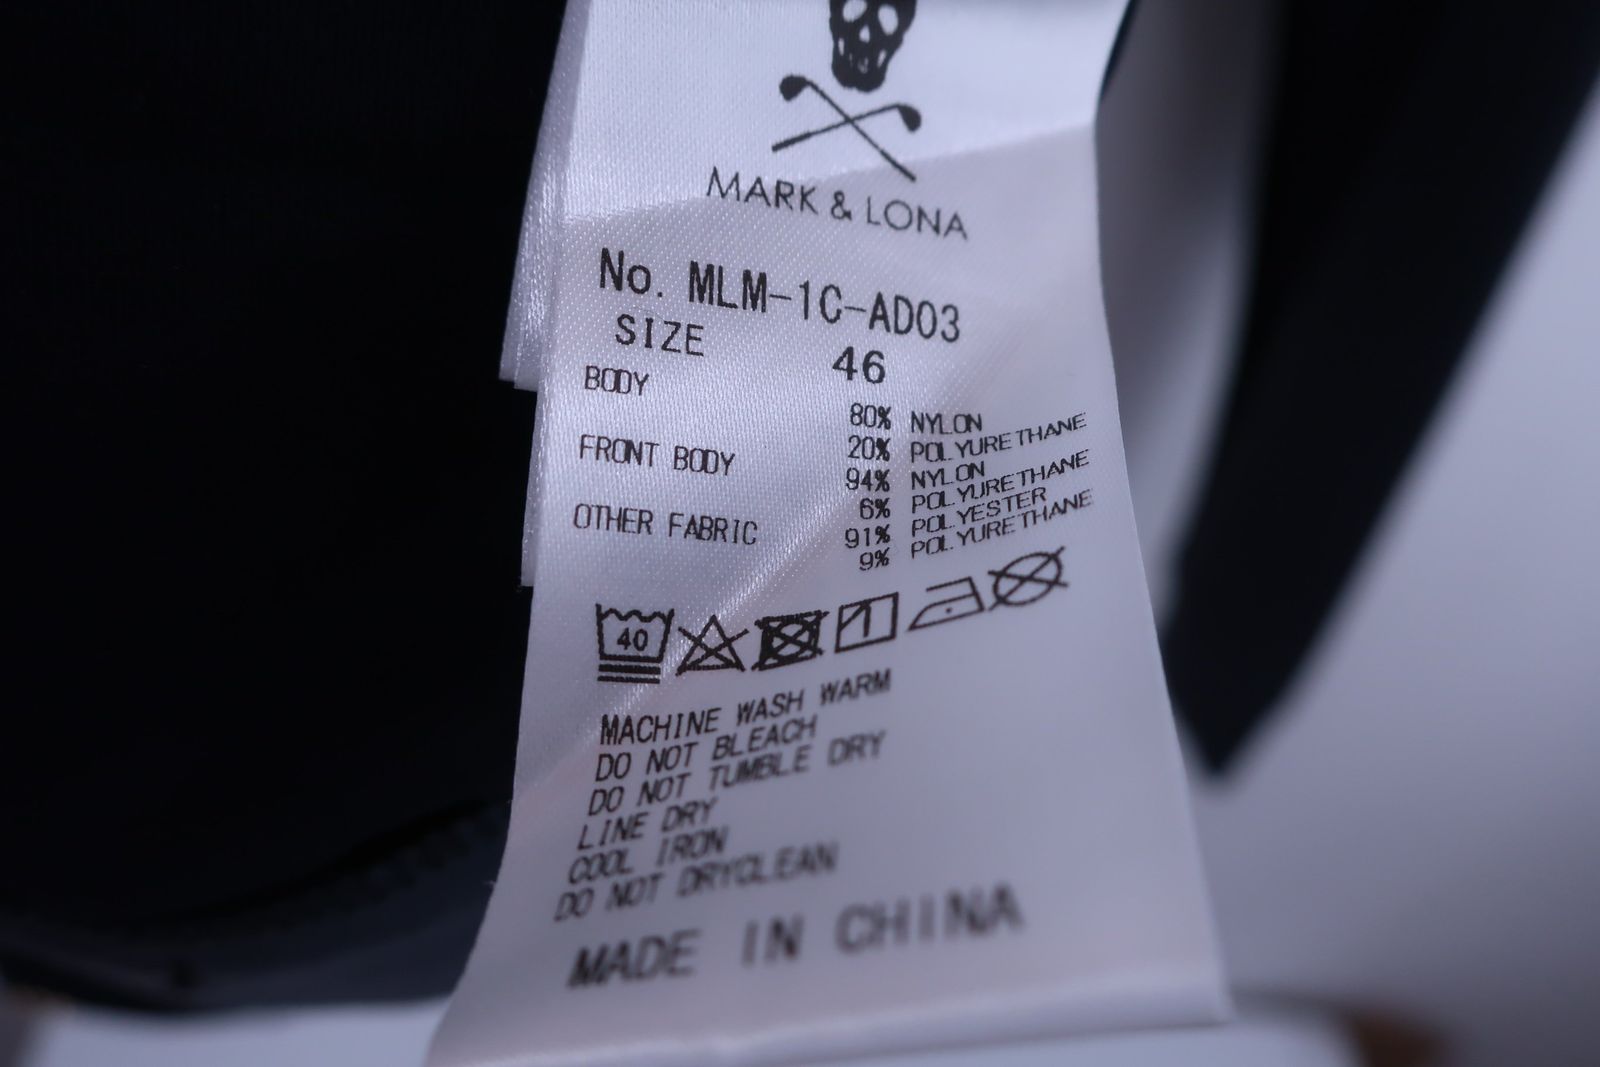 MARK & LONA
No. MLM-1C-AD03
SIZE 46
BODY
80% NYLON
20% POLYURETHANE
FRONT BODY
94% NYLON
6% POLYURETHANE
OTHER FABRIC
91% POLYESTER
9% POLYURETHANE
40
MACHINE WASH WARM
DO NOT BLEACH
DO NOT TUMBLE DRY
LINE DRY
COOL IRON
DO NOT DRYCLEAN
MADE IN CHINA